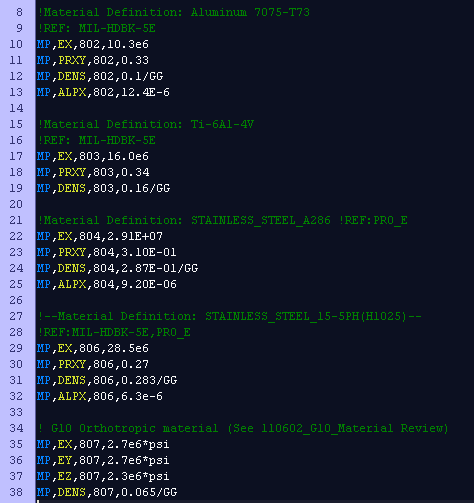 8 !Material Definition: Aluminum 7075-T73
9 !REF: MIL-HDBK-5E
10 MP,EX,802,10.3e6
11 MP,PRXY,802,0.33
12 MP,DENS,802,0.1/GG
13 MP,ALPX,802,12.4E-6
14
15 !Material Definition: Ti-6Al-4V
16 !REF: MIL-HDBK-5E
17 MP,EX,803,16.0e6
18 MP,PRXY,803,0.34
19 MP,DENS,803,0.16/GG
20
21 !Material Definition: STAINLESS_STEEL_A286 !REF:PRO_E
22 MP,EX,804,2.91E+07
23 MP,PRXY,804,3.10E-01
24 MP,DENS,804,2.87E-01/GG
25 MP,ALPX,804,9.20E-06
26
27 !--Material Definition: STAINLESS_STEEL_15-5PH(H1025)--
28 !REF:MIL-HDBK-5E,PRO_E
29 MP,EX,806,28.5e6
30 MP,PRXY,806,0.27
31 MP,DENS,806,0.283/GG
32 MP,ALPX,806,6.3e-6
33
34 ! G10 Orthotropic material (See 110602_G10_Material Review)
35 MP,EX,807,2.7e6*psi
36 MP,EY,807,2.7e6*psi
37 MP,EZ,807,2.3e6*psi
38 MP,DENS,807,0.065/GG